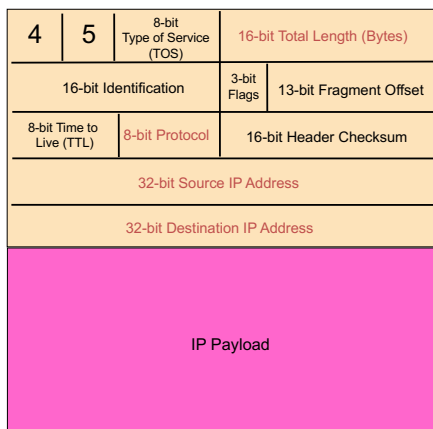 4
5
8-bit
Type of Service
(TOS)
16-bit Total Length (Bytes)
16-bit Identification
3-bit
Flags
13-bit Fragment Offset
8-bit Time to
Live (TTL)
8-bit Protocol
16-bit Header Checksum
32-bit Source IP Address
32-bit Destination IP Address
IP Payload